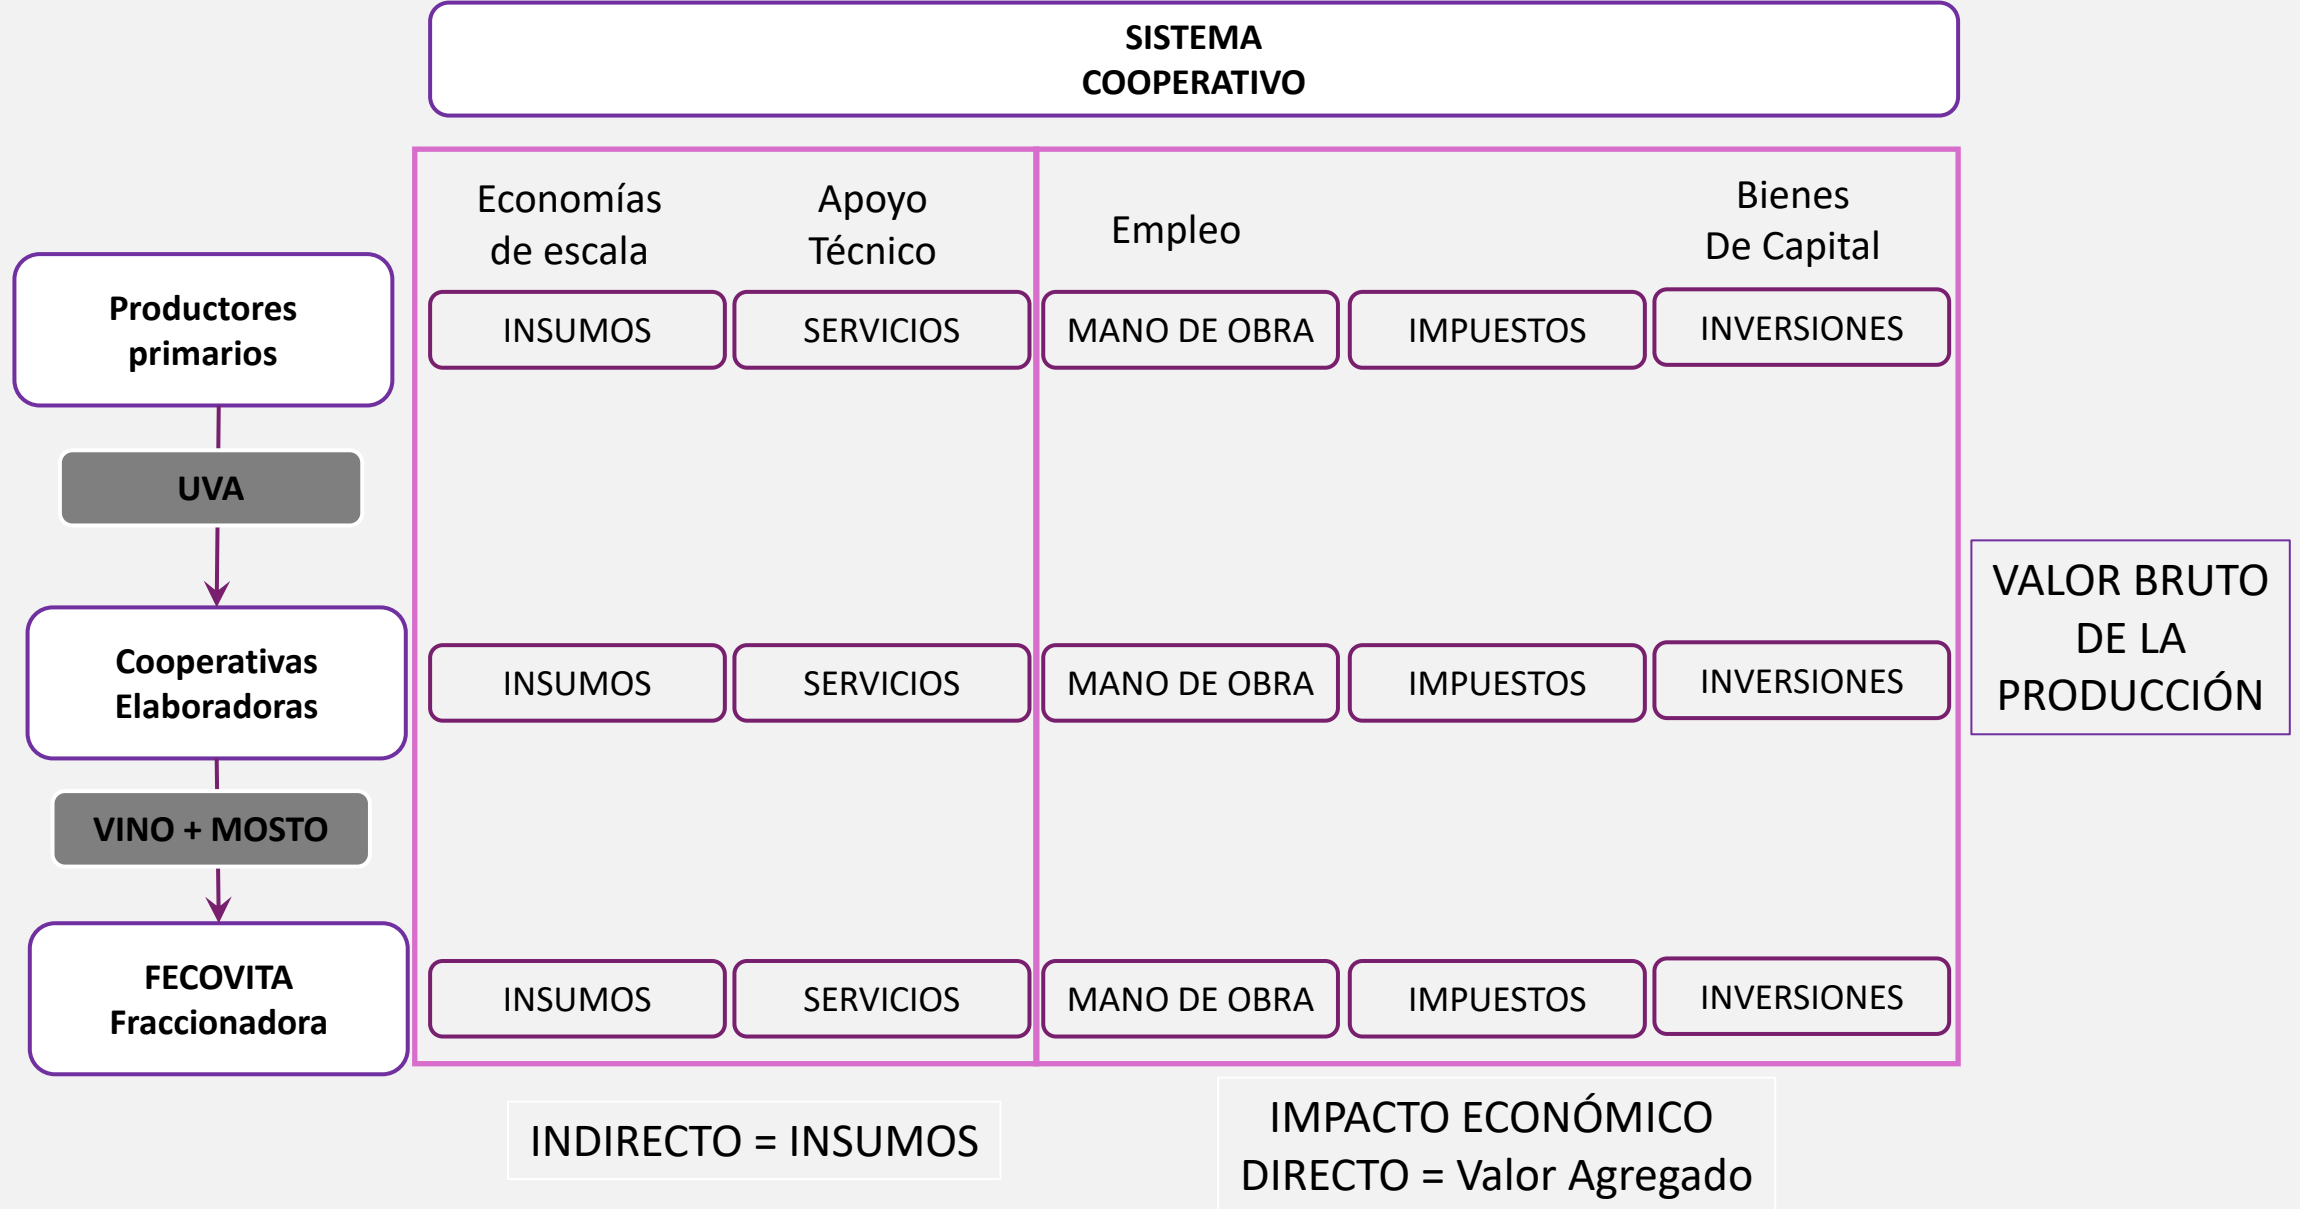 SISTEMA
COOPERATIVO
Economías
de escala
Apoyo
Técnico
Empleo
Bienes
De Capital
Productores
primarios
INSUMOS
SERVICIOS
MANO DE OBRA
IMPUESTOS
INVERSIONES
UVA
Cooperativas
Elaboradoras
INSUMOS
SERVICIOS
MANO DE OBRA
IMPUESTOS
INVERSIONES
VALOR BRUTO
DE LA
PRODUCCIÓN
VINO + MOSTO
FECOVITA
Fraccionadora
INSUMOS
SERVICIOS
MANO DE OBRA
IMPUESTOS
INVERSIONES
INDIRECTO = INSUMOS
IMPACTO ECONÓMICO
DIRECTO = Valor Agregado